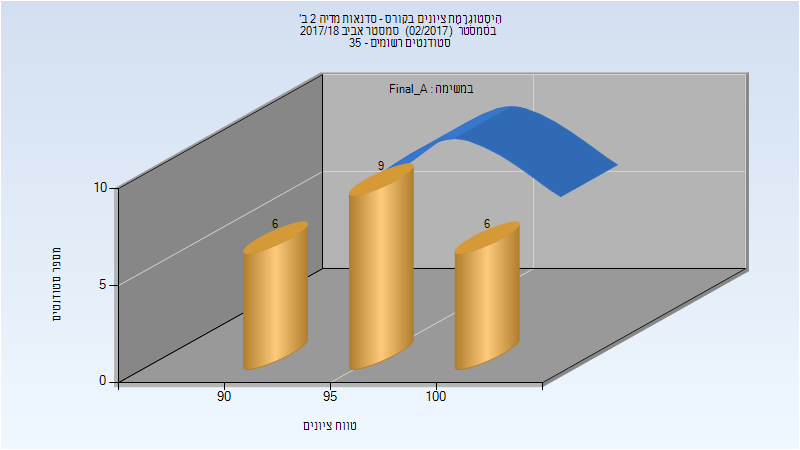 היסטוגרמת ציונים בקורס - סדנאות מדיה 2 ב'
בסמסטר (02/2017) סמסטר אביב 2017/18
סטודנטים רשומים - 35
במשימה : Final_A
9
6
6
10
5
0
90
95
100
מספר סטודנטים
טווח ציונים